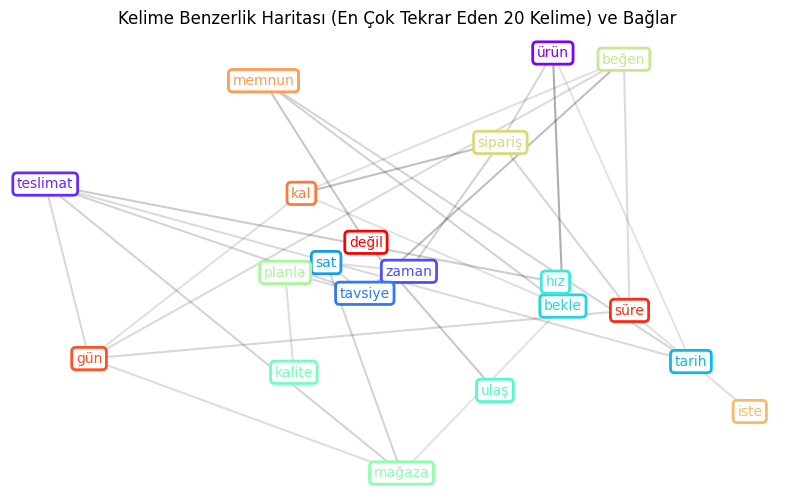 Kelime Benzerlik Haritası (En Çok Tekrar Eden 20 Kelime) ve Bağlar
ürün
beğen
memnun
sipariş
teslimat
kal
değil
sat
zaman
planla
hız
tavsiye
bekle
süre
gün
tarih
kalite
ulaş
iste
mağaza